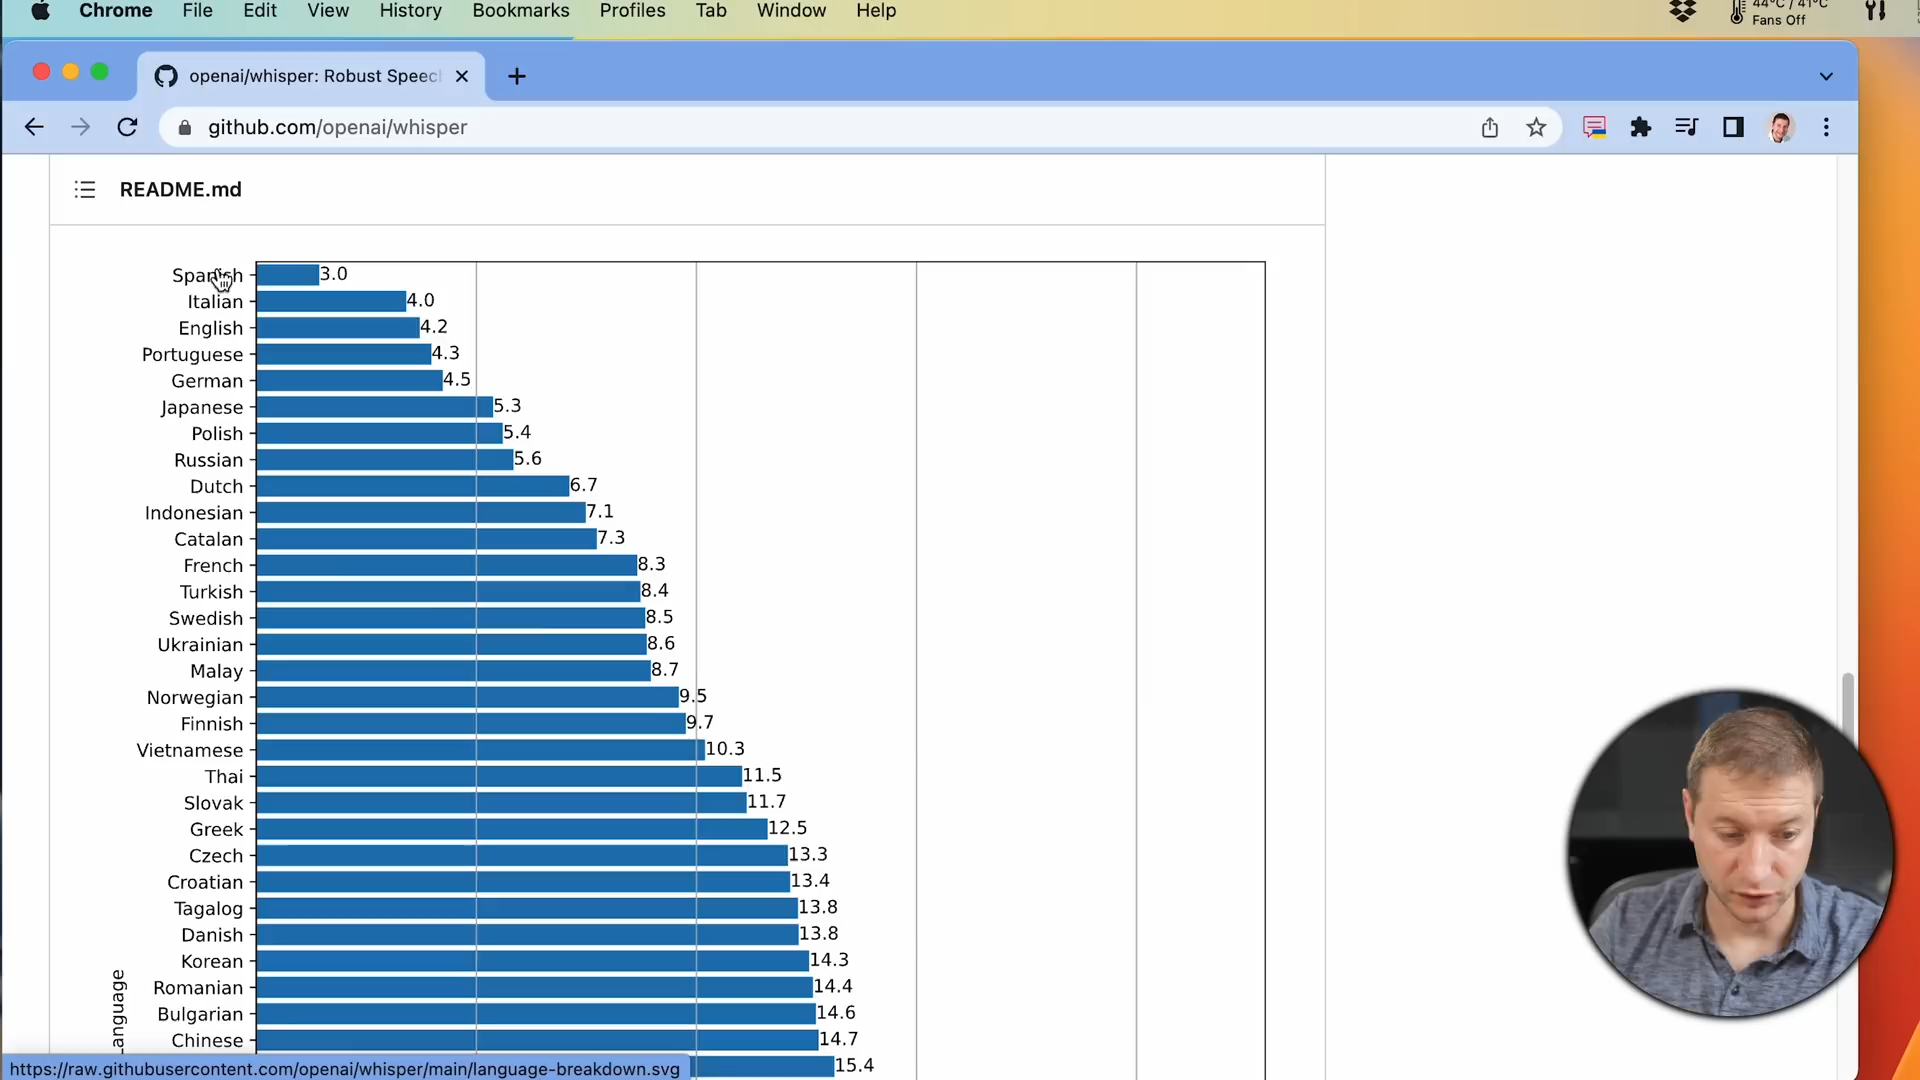 Chrome File Edit View History Bookmarks Profiles Tab Window Help
44°C / 41°C
Fans Off
openai/whisper: Robust Speec
github.com/openai/whisper
README.md
Spanish 3.0
Italian 4.0
English 4.2
Portuguese 4.3
German 4.5
Japanese 5.3
Polish 5.4
Russian 5.6
Dutch 6.7
Indonesian 7.1
Catalan 7.3
French 8.3
Turkish 8.4
Swedish 8.5
Ukrainian 8.6
Malay 8.7
Norwegian 9.5
Finnish 9.7
Vietnamese 10.3
Thai 11.5
Slovak 11.7
Greek 12.5
Czech 13.3
Croatian 13.4
Tagalog 13.8
Danish 13.8
Korean 14.3
Romanian 14.4
Bulgarian 14.6
Chinese 14.7
15.4
Language
https://raw.githubusercontent.com/openai/whisper/main/language-breakdown.svg